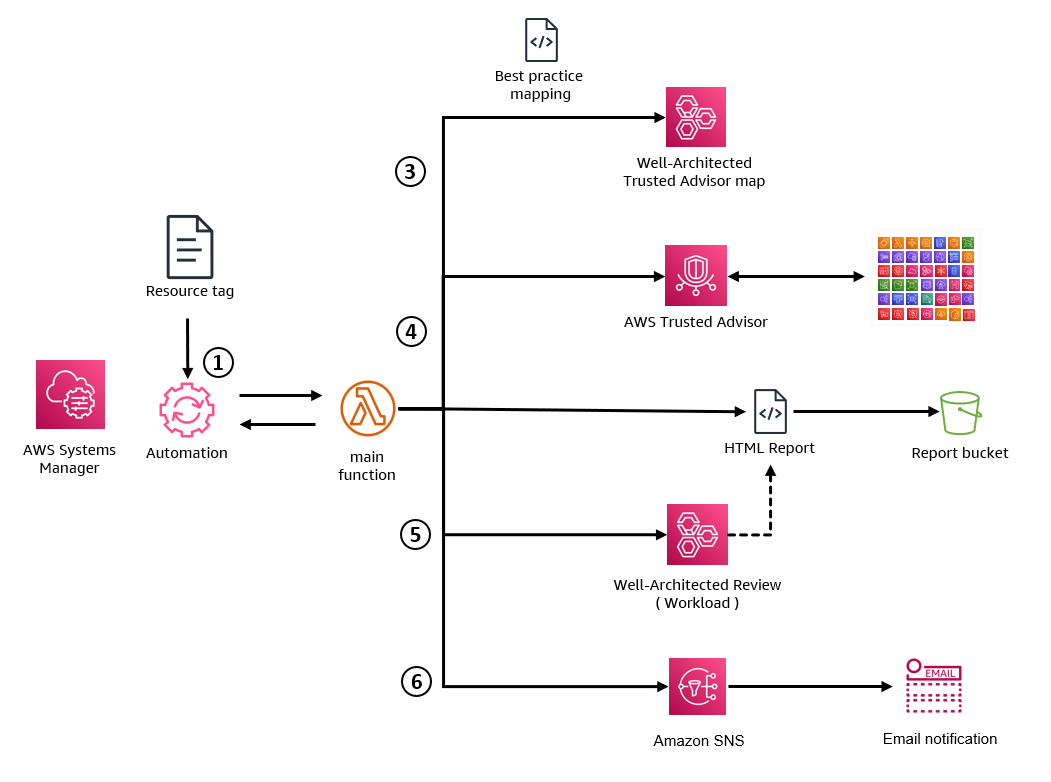 </>
Best practice
mapping
Well-Architected
Trusted Advisor map
3
Resource tag
AWS Trusted Advisor
4
1
AWS Systems
Manager
Automation
main
function
</>
HTML Report
Report bucket
5
Well-Architected Review
( Workload )
6
EMAIL
Amazon SNS
Email notification